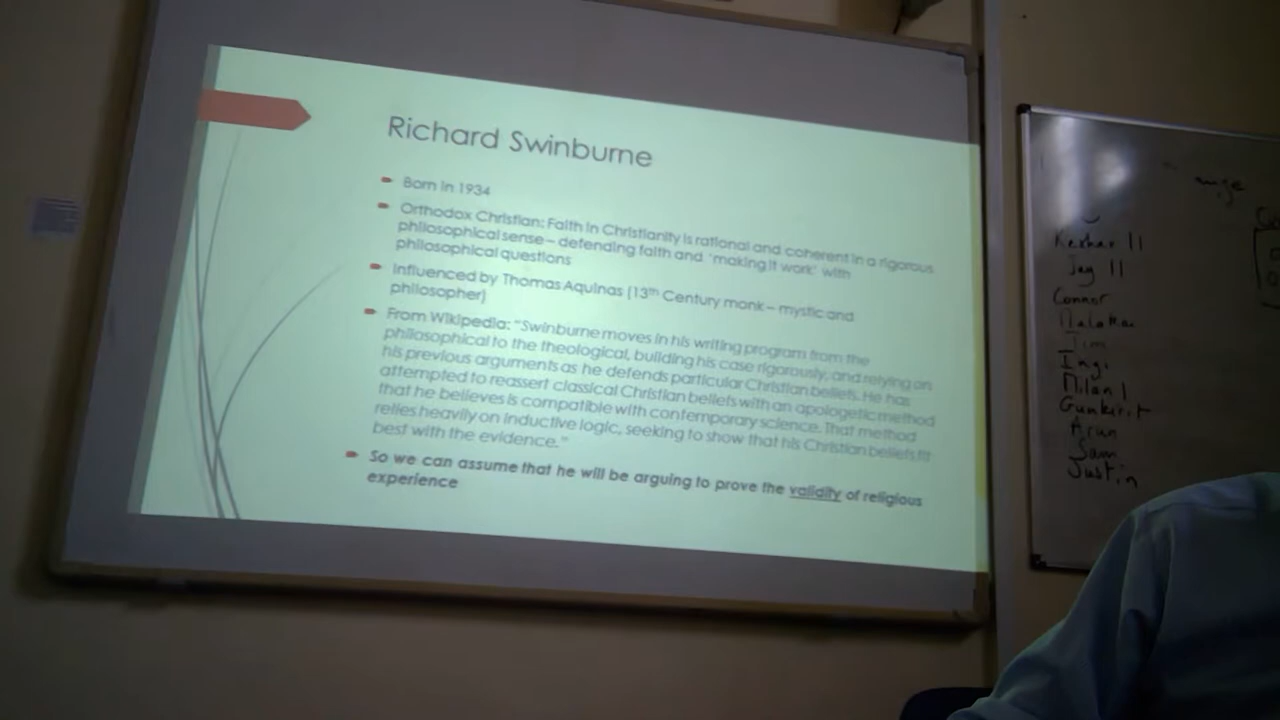 Richard Swinburne
Born in 1934
Orthodox Christian: Faith in Christianity is rational and coherent in a rigorous
philosophical sense – defending faith and 'making it work' with
philosophical questions
Influenced by Thomas Aquinas (13th Century monk – mystic and
philosopher)
From Wikipedia: "Swinburne moves in his writing program from the
philosophical to the theological, building his case rigorously, and relying on
his previous arguments as he defends particular Christian beliefs. He has
attempted to reassert classical Christian beliefs with an apologetic method
that he believes is compatible with contemporary science. That method
relies heavily on inductive logic, seeking to show that his Christian beliefs fit
best with the evidence."
So we can assume that he will be arguing to prove the validity of religious
experience
Keshav 11
Jay 11
Connor
Tim
Milan 1
Gunkirit
Arun
Sam
Justin